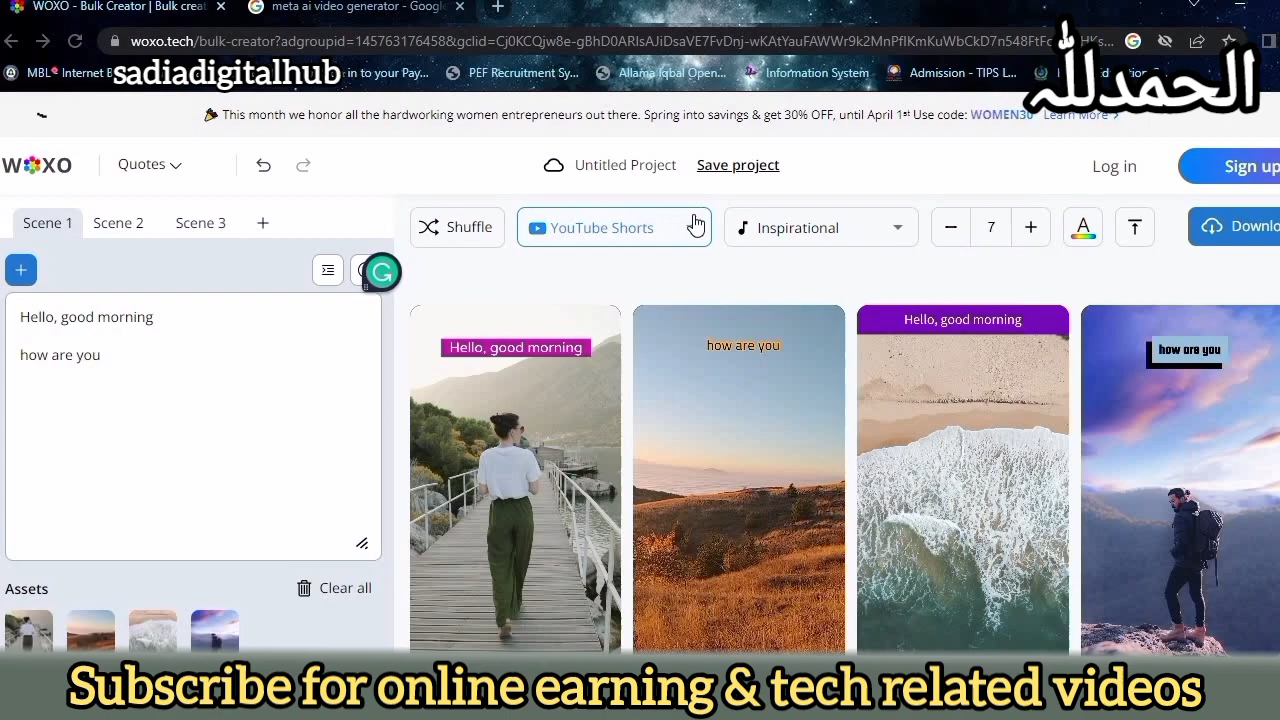 WOXO - Bulk Creator | Bulk creat
meta ai video generator - Google
woxo.tech/bulk-creator?adgroupid=145763176458&gclid=Cj0KCQjw8e-gBhD0ARIsAJiDsaVE7FvDnj-wKAtYauFAWWr9k2MnPfIKmKuWbCkD7n548FtFc
الحمدللّٰه
MBL Internet B
sadiadigitalhub
in to your Pay...
PEF Recruitment Sy...
Allama Iqbal Open...
Information System
Admission - TIPS I...
This month we honor all the hardworking women entrepreneurs out there. Spring into savings & get 30% OFF, until April 1st Use code: WOMEN30 Learn More >
WOXO
Quotes
Untitled Project
Save project
Log in
Sign up
Scene 1
Scene 2
Scene 3
+
Shuffle
YouTube Shorts
Inspirational
7
A
Downlo
Hello, good morning
how are you
Hello, good morning
how are you
Hello, good morning
how are you
Assets
Clear all
Subscribe for online earning & tech related videos